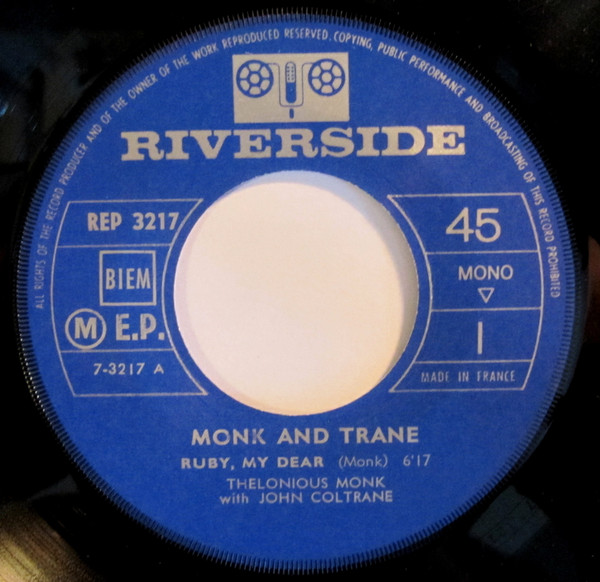 ALL RIGHTS OF THE RECORD PRODUCER AND OF THE OWNER OF THE WORK REPRODUCED RESERVED. COPYING, PUBLIC PERFORMANCE AND BROADCASTING OF THIS RECORD PROHIBITED
RIVERSIDE
REP 3217
BIEM
M E.P.
7-3217 A
45
MONO
▽
I
MADE IN FRANCE
MONK AND TRANE
RUBY, MY DEAR (Monk) 6'17
THELONIOUS MONK
with JOHN COLTRANE